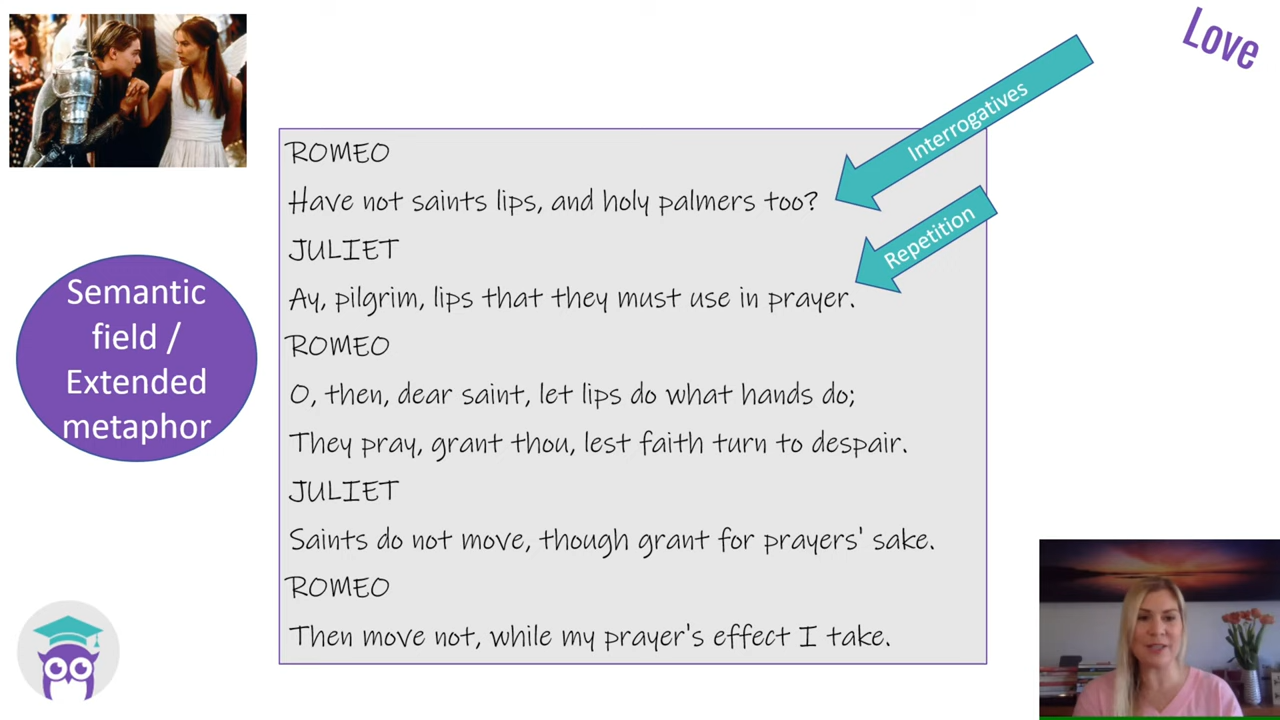 Love
Interrogatives
ROMEO
Have not saints lips, and holy palmers too?
Repetition
JULIET
Ay, pilgrim, lips that they must use in prayer.
ROMEO
O, then, dear saint, let lips do what hands do;
They pray, grant thou, lest faith turn to despair.
JULIET
Saints do not move, though grant for prayers' sake.
ROMEO
Then move not, while my prayer's effect I take.
Semantic
field /
Extended
metaphor